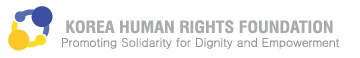 KOREA HUMAN RIGHTS FOUNDATION
Promoting Solidarity for Dignity and Empowerment